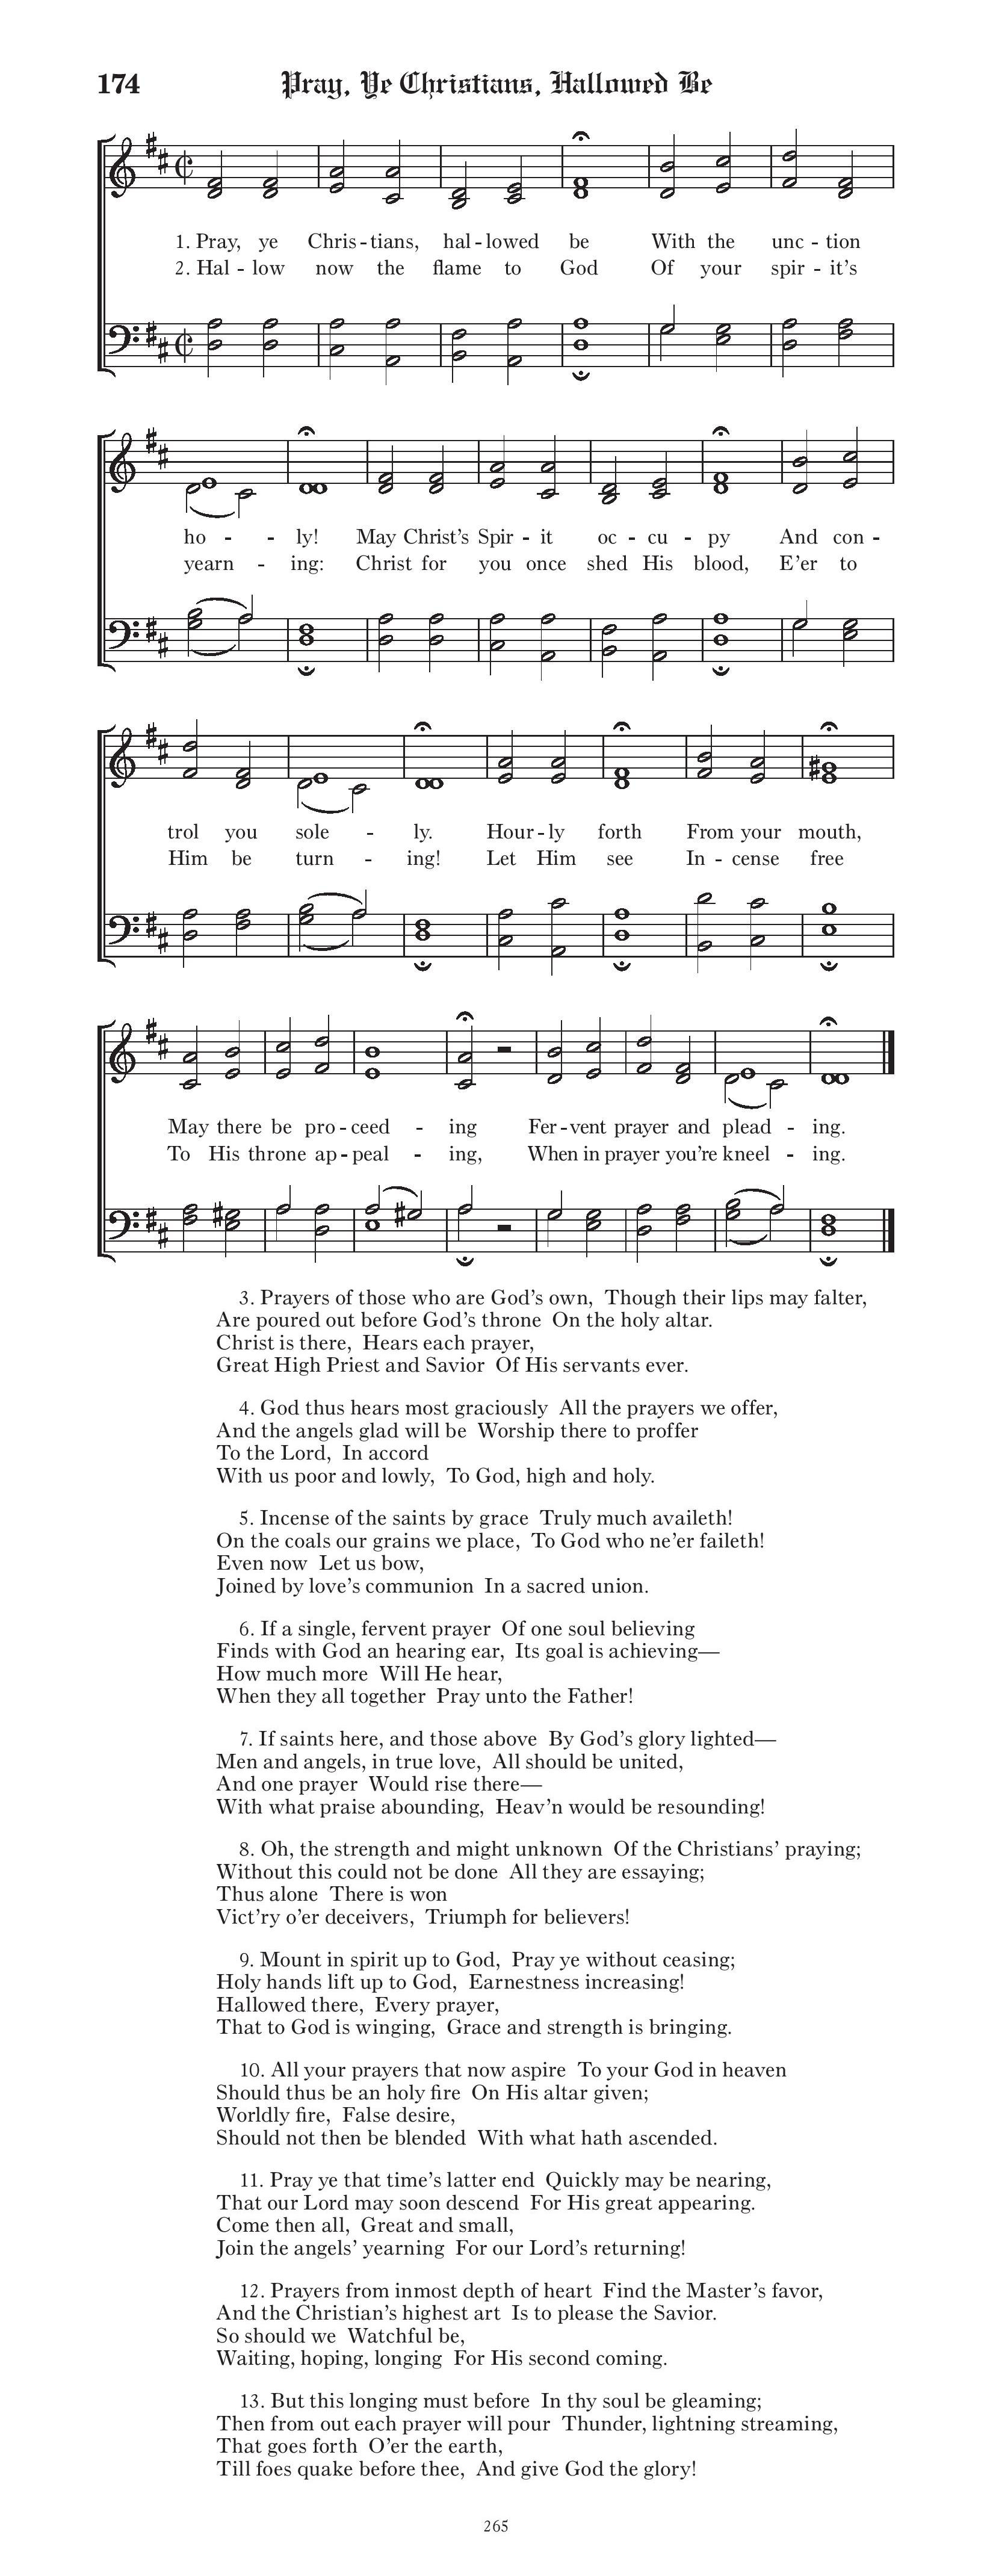 174 Pray, Ye Christians, Hallowed Be
1. Pray, ye Chris - tians, hal - lowed be With the unc - tion
2. Hal - low now the flame to God Of your spir - it’s
ho - - ly! May Christ’s Spir - it oc - cu - py And con -
yearn - ing: Christ for you once shed His blood, E’er to
trol you sole - ly. Hour - ly forth From your mouth,
Him be turn - ing! Let Him see In - cense free
May there be pro - ceed - ing Fer - vent prayer and plead - ing.
To His throne ap - peal - ing, When in prayer you’re kneel - ing.
3. Prayers of those who are God’s own, Though their lips may falter,
Are poured out before God’s throne On the holy altar.
Christ is there, Hears each prayer,
Great High Priest and Savior Of His servants ever.
4. God thus hears most graciously All the prayers we offer,
And the angels glad will be Worship there to proffer
To the Lord, In accord
With us poor and lowly, To God, high and holy.
5. Incense of the saints by grace Truly much availeth!
On the coals our grains we place, To God who ne’er faileth!
Even now Let us bow,
Joined by love’s communion In a sacred union.
6. If a single, fervent prayer Of one soul believing
Finds with God an hearing ear, Its goal is achieving—
How much more Will He hear,
When they all together Pray unto the Father!
7. If saints here, and those above By God’s glory lighted—
Men and angels, in true love, All should be united,
And one prayer Would rise there—
With what praise abounding, Heav’n would be resounding!
8. Oh, the strength and might unknown Of the Christians’ praying;
Without this could not be done All they are essaying;
Thus alone There is won
Vict’ry o’er deceivers, Triumph for believers!
9. Mount in spirit up to God, Pray ye without ceasing;
Holy hands lift up to God, Earnestness increasing!
Hallowed there, Every prayer,
That to God is winging, Grace and strength is bringing.
10. All your prayers that now aspire To your God in heaven
Should thus be an holy fire On His altar given;
Worldly fire, False desire,
Should not then be blended With what hath ascended.
11. Pray ye that time’s latter end Quickly may be nearing,
That our Lord may soon descend For His great appearing.
Come then all, Great and small,
Join the angels’ yearning For our Lord’s returning!
12. Prayers from inmost depth of heart Find the Master’s favor,
And the Christian’s highest art Is to please the Savior.
So should we Watchful be,
Waiting, hoping, longing For His second coming.
13. But this longing must before In thy soul be gleaming;
Then from out each prayer will pour Thunder, lightning streaming,
That goes forth O’er the earth,
Till foes quake before thee, And give God the glory!
265